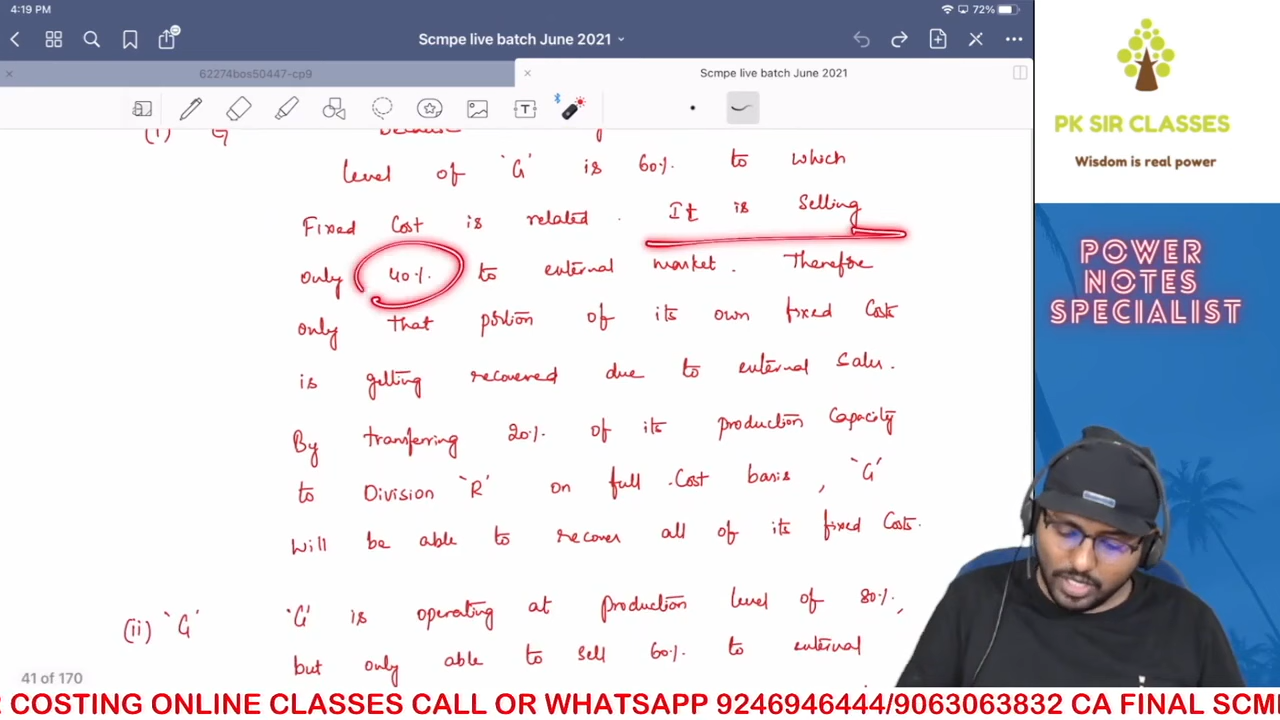 4:19 PM
72%
Scmpe live batch June 2021
62274bos50447-cp9
Scmpe live batch June 2021
(i) G Because
level of 'G' is 60%. to which
Fixed Cost is related. It is Selling
only 40%. to external market. Therefore
only that portion of its own fixed Costs
is getting recovered due to external Sales.
By transferring 20%. of its production Capacity
to Division 'R' on full Cost basis, 'G'
will be able to recover all of its fixed Costs.
(ii) 'G' 'G' is operating at production level of 80%.,
but only able to sell 60%. to external
41 of 170
PK SIR CLASSES
Wisdom is real power
POWER
NOTES
SPECIALIST
COSTING ONLINE CLASSES CALL OR WHATSAPP 9246946444/9063063832 CA FINAL SCM